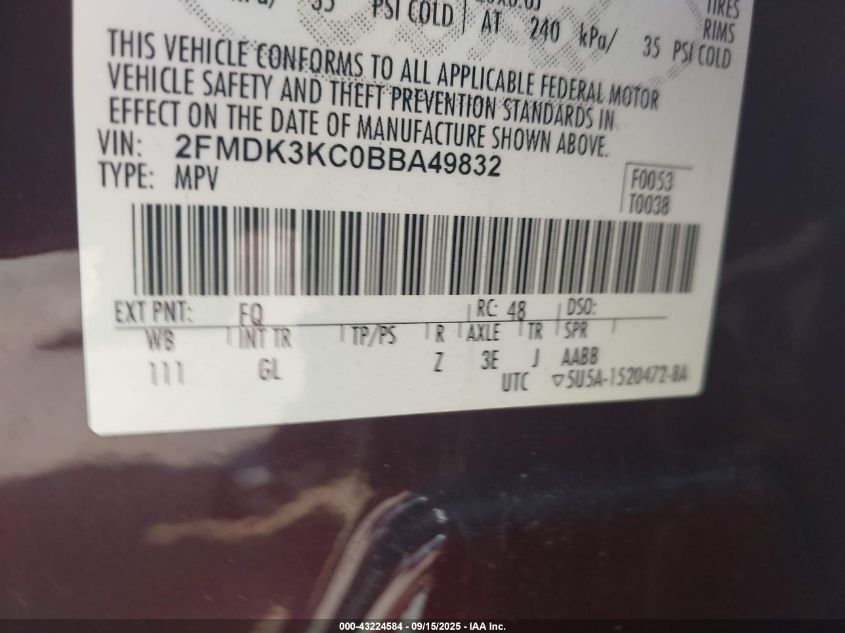 kPa/ 35 PSI COLD AT 240 kPa/ 35 PSI COLD
TIRES
RIMS
THIS VEHICLE CONFORMS TO ALL APPLICABLE FEDERAL MOTOR
VEHICLE SAFETY AND THEFT PREVENTION STANDARDS IN
EFFECT ON THE DATE OF MANUFACTURE SHOWN ABOVE.
VIN: 2FMDK3KC0BBA49832
TYPE: MPV
F0053
T0038
EXT PNT: FQ RC: 48 DSO:
WB INT TR TP/PS R AXLE TR SPR
111 GL Z 3E J AABB
UTC ▽5U5A-1520472-BA
000-43224584 - 09/15/2025 - IAA Inc.